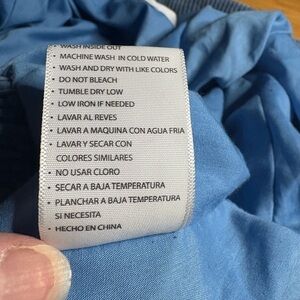 • WASH INSIDE OUT
• MACHINE WASH IN COLD WATER
• WASH AND DRY WITH LIKE COLORS
• DO NOT BLEACH
• TUMBLE DRY LOW
• LOW IRON IF NEEDED
• LAVAR AL REVES
• LAVAR A MAQUINA CON AGUA FRIA
• LAVAR Y SECAR CON
COLORES SIMILARES
• NO USAR CLORO
• SECAR A BAJA TEMPERATURA
• PLANCHAR A BAJA TEMPERATURA
SI NECESITA
• HECHO EN CHINA